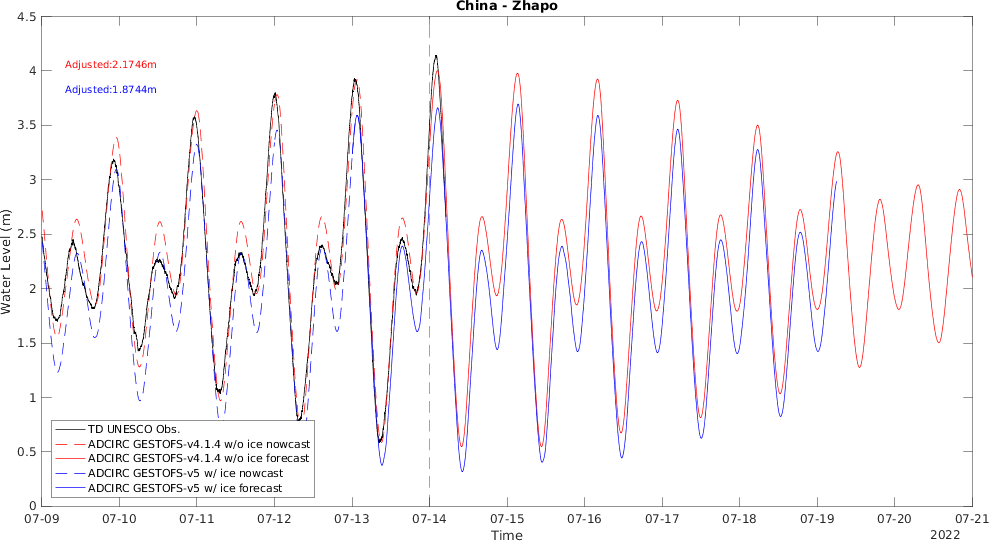 China - Zhapo
Adjusted:2.1746m
Adjusted:1.8744m
Water Level (m)
4.5
4
3.5
3
2.5
2
1.5
1
0.5
0
TD UNESCO Obs.
ADCIRC GESTOFS-v4.1.4 w/o ice nowcast
ADCIRC GESTOFS-v4.1.4 w/o ice forecast
ADCIRC GESTOFS-v5 w/ ice nowcast
ADCIRC GESTOFS-v5 w/ ice forecast
07-09 07-10 07-11 07-12 07-13 07-14 07-15 07-16 07-17 07-18 07-19 07-20 07-21
Time
2022